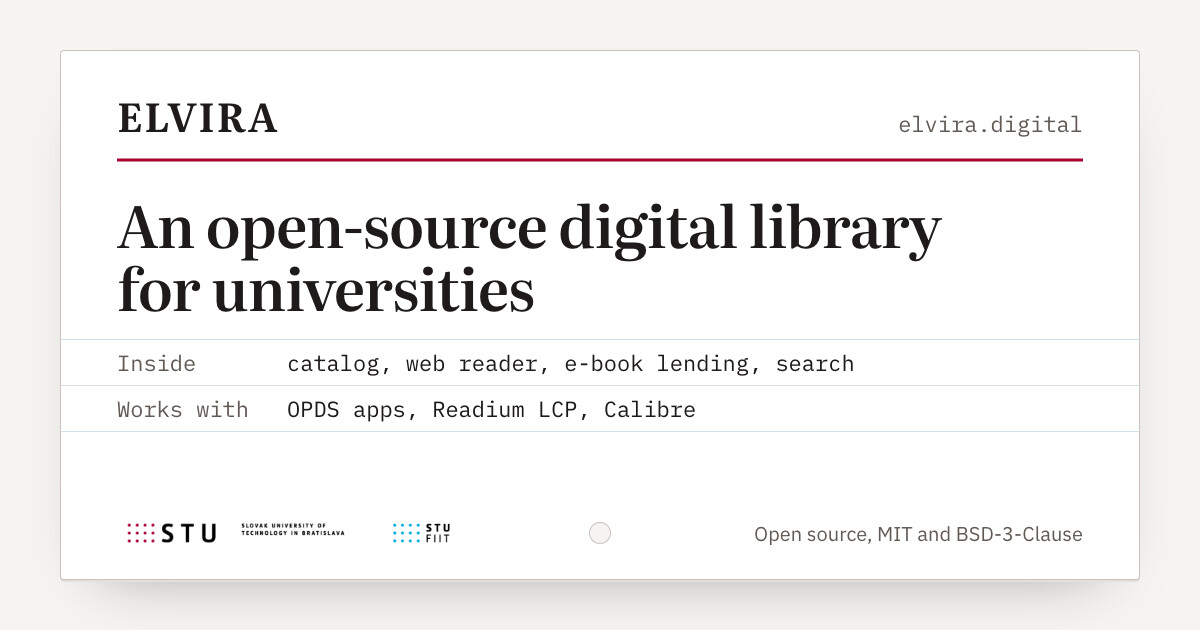 ELVIRA
elvira.digital
An open-source digital library
for universities
Inside catalog, web reader, e-book lending, search
Works with OPDS apps, Readium LCP, Calibre
STU
SLOVAK UNIVERSITY OF
TECHNOLOGY IN BRATISLAVA
STU
FIIT
Open source, MIT and BSD-3-Clause